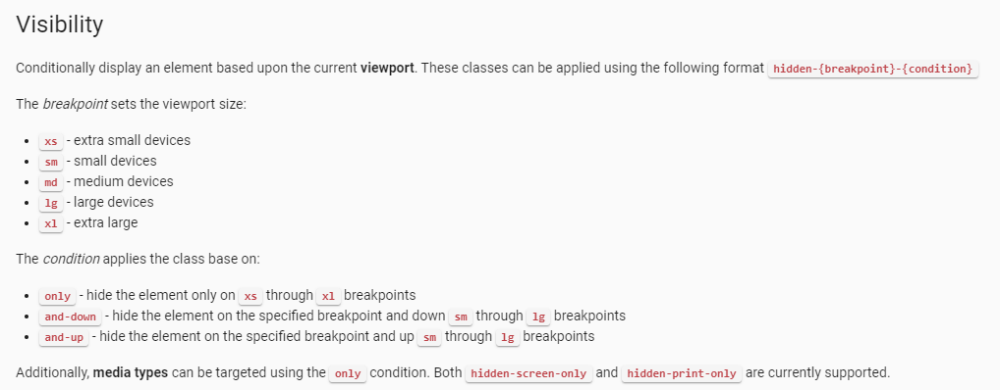 Visibility
Conditionally display an element based upon the current viewport. These classes can be applied using the following format hidden-{breakpoint}-{condition}
The breakpoint sets the viewport size:
• xs - extra small devices
• sm - small devices
• md - medium devices
• lg - large devices
• xl - extra large
The condition applies the class base on:
• only - hide the element only on xs through xl breakpoints
• and-down - hide the element on the specified breakpoint and down sm through lg breakpoints
• and-up - hide the element on the specified breakpoint and up sm through lg breakpoints
Additionally, media types can be targeted using the only condition. Both hidden-screen-only and hidden-print-only are currently supported.